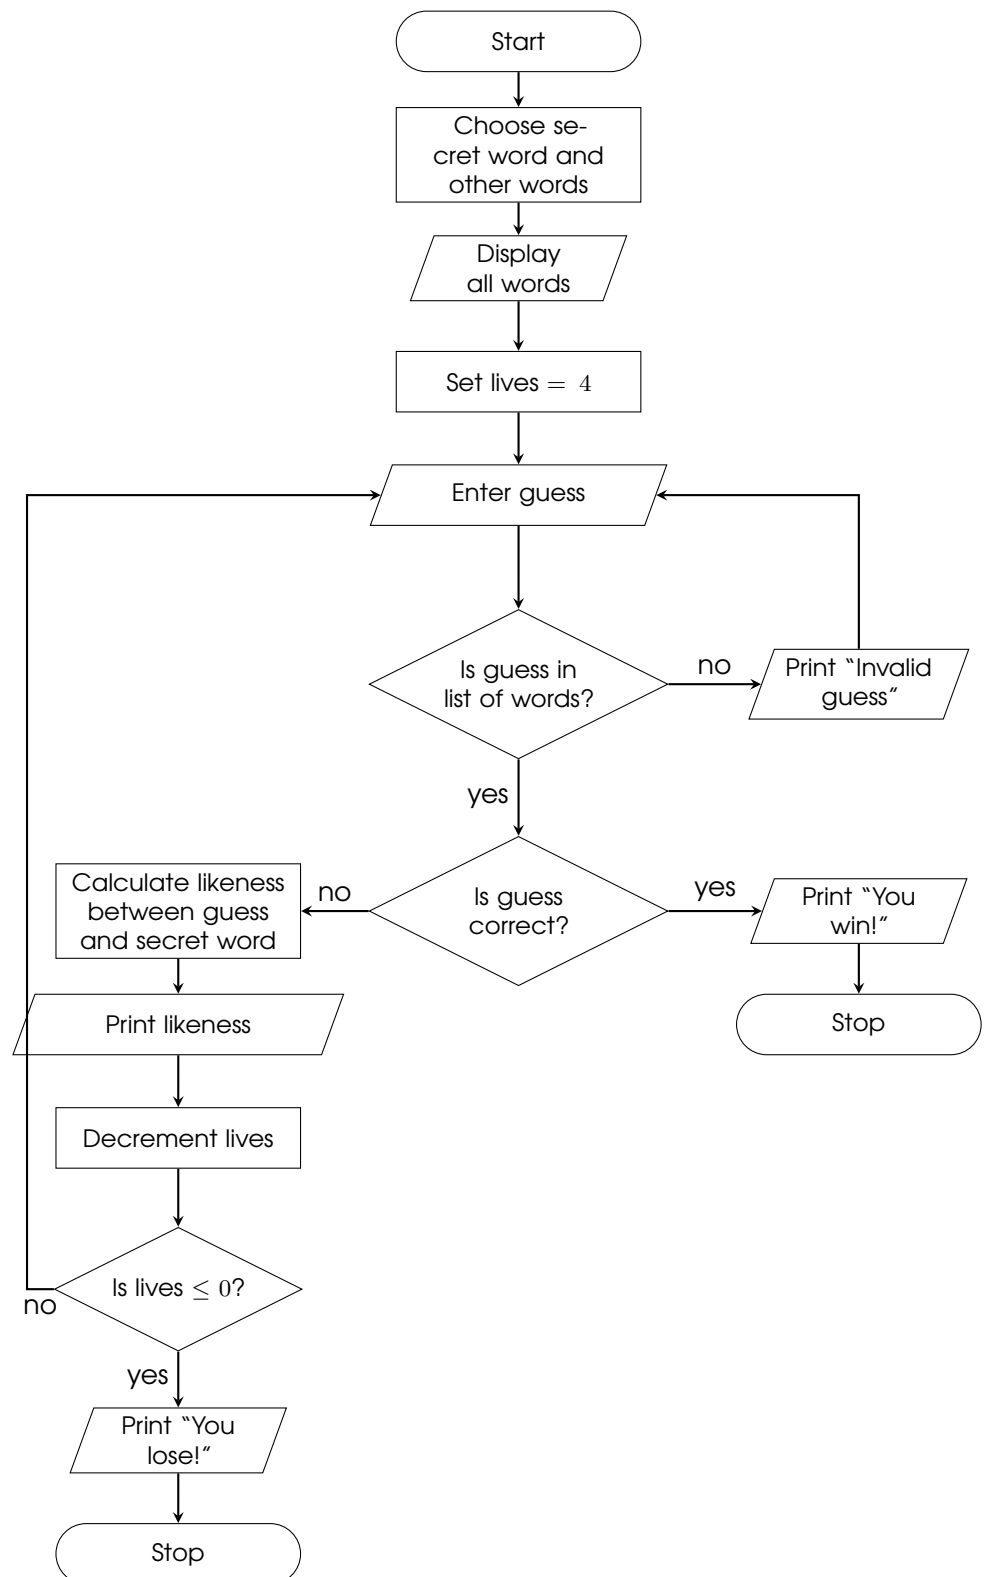 Start
Choose se-
cret word and
other words
Display
all words
Set lives = 4
Enter guess
Is guess in
list of words?
no
Print “Invalid
guess”
yes
Calculate likeness
between guess
and secret word
no
Is guess
correct?
yes
Print “You
win!”
Print likeness
Stop
Decrement lives
Is lives ≤ 0?
no
yes
Print “You
lose!”
Stop